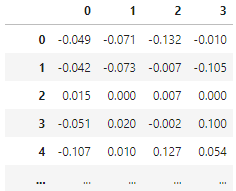 0 1 2 3
0 -0.049 -0.071 -0.132 -0.010
1 -0.042 -0.073 -0.007 -0.105
2 0.015 0.000 0.007 0.000
3 -0.051 0.020 -0.002 0.100
4 -0.107 0.010 0.127 0.054
... ... ... ... ...